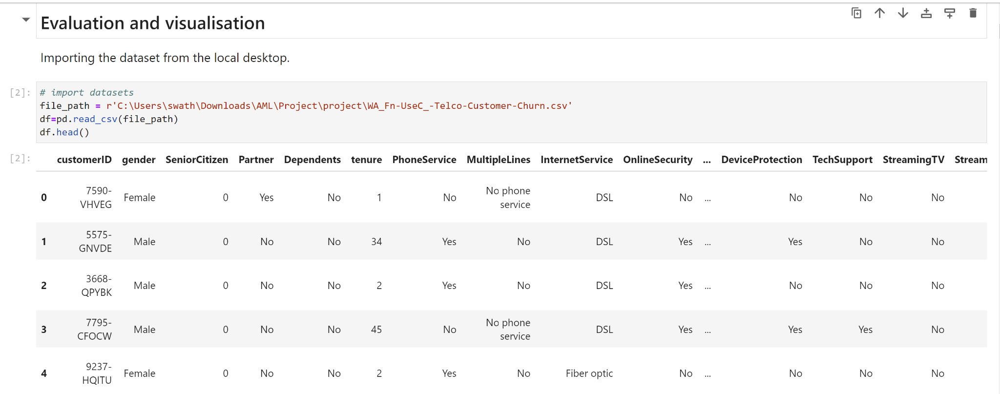 Evaluation and visualisation
Importing the dataset from the local desktop.
[2]: # import datasets
file_path = r'C:\Users\swath\Downloads\AML\Project\project\WA_Fn-UseC_-Telco-Customer-Churn.csv'
df=pd.read_csv(file_path)
df.head()
[2]: customerID gender SeniorCitizen Partner Dependents tenure PhoneService MultipleLines InternetService OnlineSecurity ... DeviceProtection TechSupport StreamingTV Stream
0 7590-VHVEG Female 0 Yes No 1 No No phone service DSL No ... No No No
1 5575-GNVDE Male 0 No No 34 Yes No DSL Yes ... Yes No No
2 3668-QPYBK Male 0 No No 2 Yes No DSL Yes ... No No No
3 7795-CFOCW Male 0 No No 45 No No phone service DSL Yes ... Yes Yes No
4 9237-HQITU Female 0 No No 2 Yes No Fiber optic No ... No No No